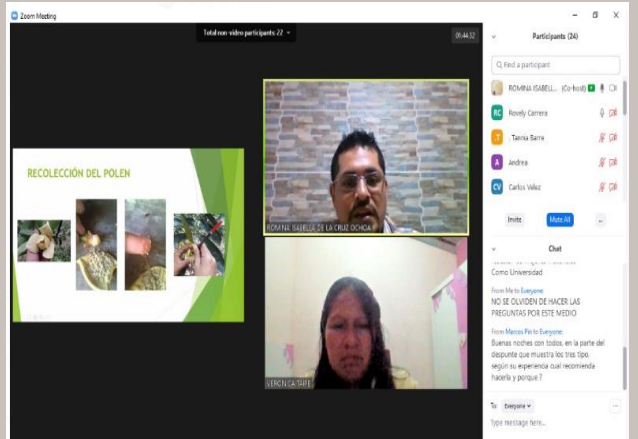 Zoom Meeting
Total non-video participants: 22
00:44:32
RECOLECCIÓN DEL POLEN
ROMINA ISABELLA DE LA CRUZ OCHOA
VERONICA TAIPE
Participants (24)
Find a participant
ROMINA ISABELL... (Co-host)
RC Rovely Carrera
T . Tannia Barre
A Andrea
CV Carlos Velez
Invite
Mute All
...
Chat
Como Universidad
From Me to Everyone:
NO SE OLVIDEN DE HACER LAS
PREGUNTAS POR ESTE MEDIO
From Marcos Pin to Everyone:
Buenas noches con todos, en la parte del
despunte que muestra los tres tipo,
según su experiencia cual recomienda
hacerla y porque ?
To: Everyone
...
Type message here...